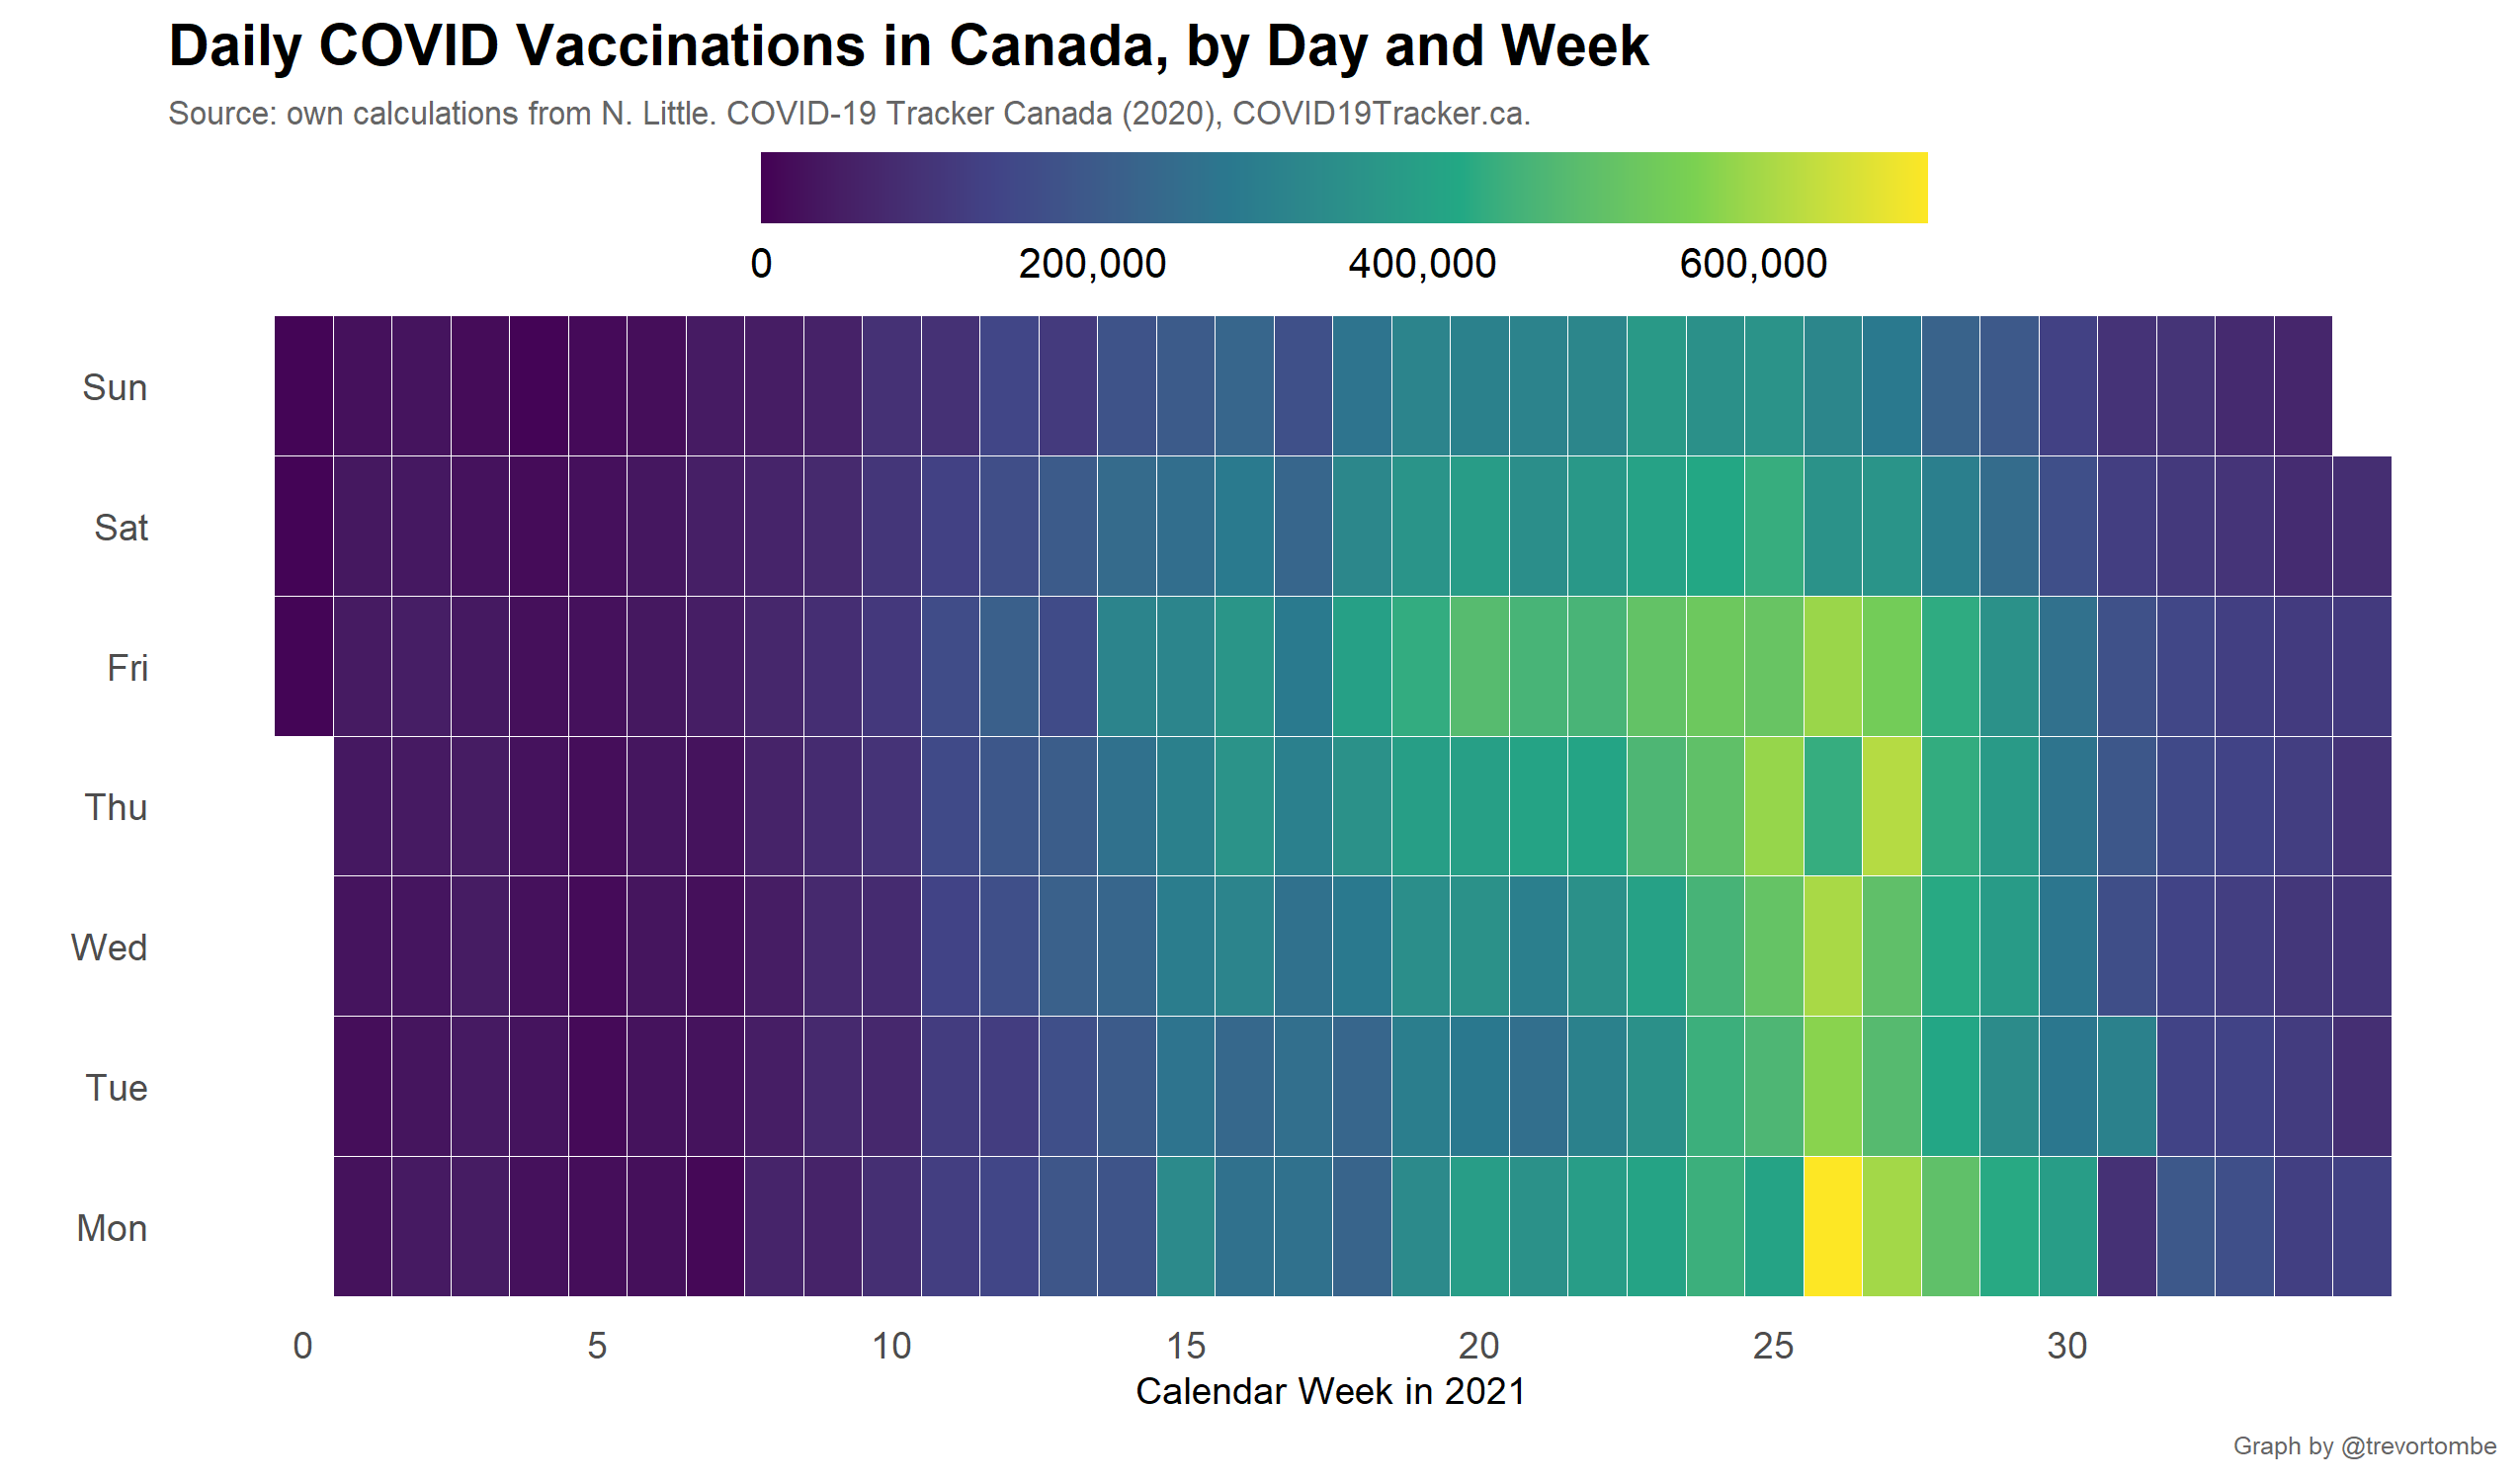 Daily COVID Vaccinations in Canada, by Day and Week
Source: own calculations from N. Little. COVID-19 Tracker Canada (2020), COVID19Tracker.ca.
0 200,000 400,000 600,000
Sun
Sat
Fri
Thu
Wed
Tue
Mon
0 5 10 15 20 25 30
Calendar Week in 2021
Graph by @trevortombe